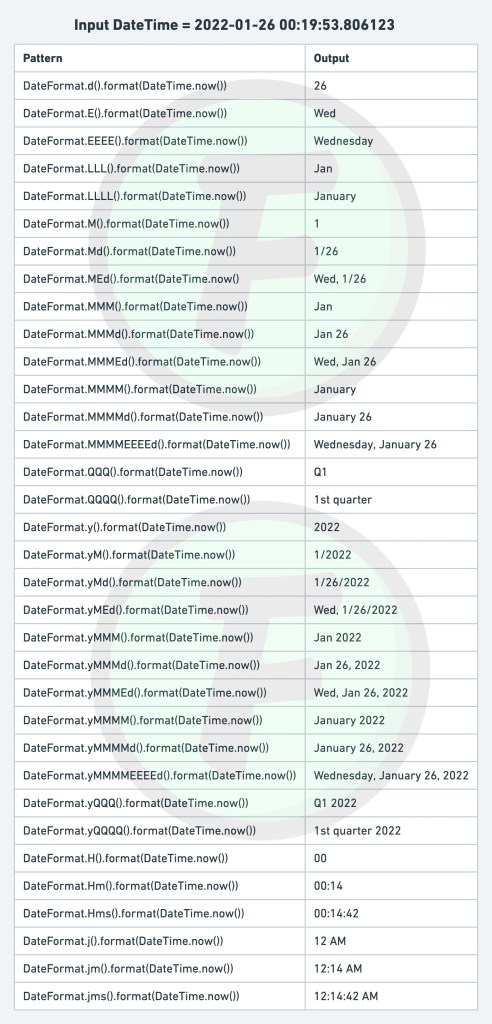 Input DateTime = 2022-01-26 00:19:53.806123
Pattern Output
DateFormat.d().format(DateTime.now()) 26
DateFormat.E().format(DateTime.now()) Wed
DateFormat.EEEE().format(DateTime.now()) Wednesday
DateFormat.LLL().format(DateTime.now()) Jan
DateFormat.LLLL().format(DateTime.now()) January
DateFormat.M().format(DateTime.now()) 1
DateFormat.Md().format(DateTime.now()) 1/26
DateFormat.MEd().format(DateTime.now() Wed, 1/26
DateFormat.MMM().format(DateTime.now()) Jan
DateFormat.MMMd().format(DateTime.now()) Jan 26
DateFormat.MMMEd().format(DateTime.now()) Wed, Jan 26
DateFormat.MMMM().format(DateTime.now()) January
DateFormat.MMMMd().format(DateTime.now()) January 26
DateFormat.MMMMEEEEd().format(DateTime.now()) Wednesday, January 26
DateFormat.QQQ().format(DateTime.now()) Q1
DateFormat.QQQQ().format(DateTime.now()) 1st quarter
DateFormat.y().format(DateTime.now()) 2022
DateFormat.yM().format(DateTime.now()) 1/2022
DateFormat.yMd().format(DateTime.now()) 1/26/2022
DateFormat.yMEd().format(DateTime.now()) Wed, 1/26/2022
DateFormat.yMMM().format(DateTime.now()) Jan 2022
DateFormat.yMMMd().format(DateTime.now()) Jan 26, 2022
DateFormat.yMMMEd().format(DateTime.now()) Wed, Jan 26, 2022
DateFormat.yMMMM().format(DateTime.now()) January 2022
DateFormat.yMMMMd().format(DateTime.now()) January 26, 2022
DateFormat.yMMMMEEEEd().format(DateTime.now()) Wednesday, January 26, 2022
DateFormat.yQQQ().format(DateTime.now()) Q1 2022
DateFormat.yQQQQ().format(DateTime.now()) 1st quarter 2022
DateFormat.H().format(DateTime.now()) 00
DateFormat.Hm().format(DateTime.now()) 00:14
DateFormat.Hms().format(DateTime.now()) 00:14:42
DateFormat.j().format(DateTime.now()) 12 AM
DateFormat.jm().format(DateTime.now()) 12:14 AM
DateFormat.jms().format(DateTime.now()) 12:14:42 AM